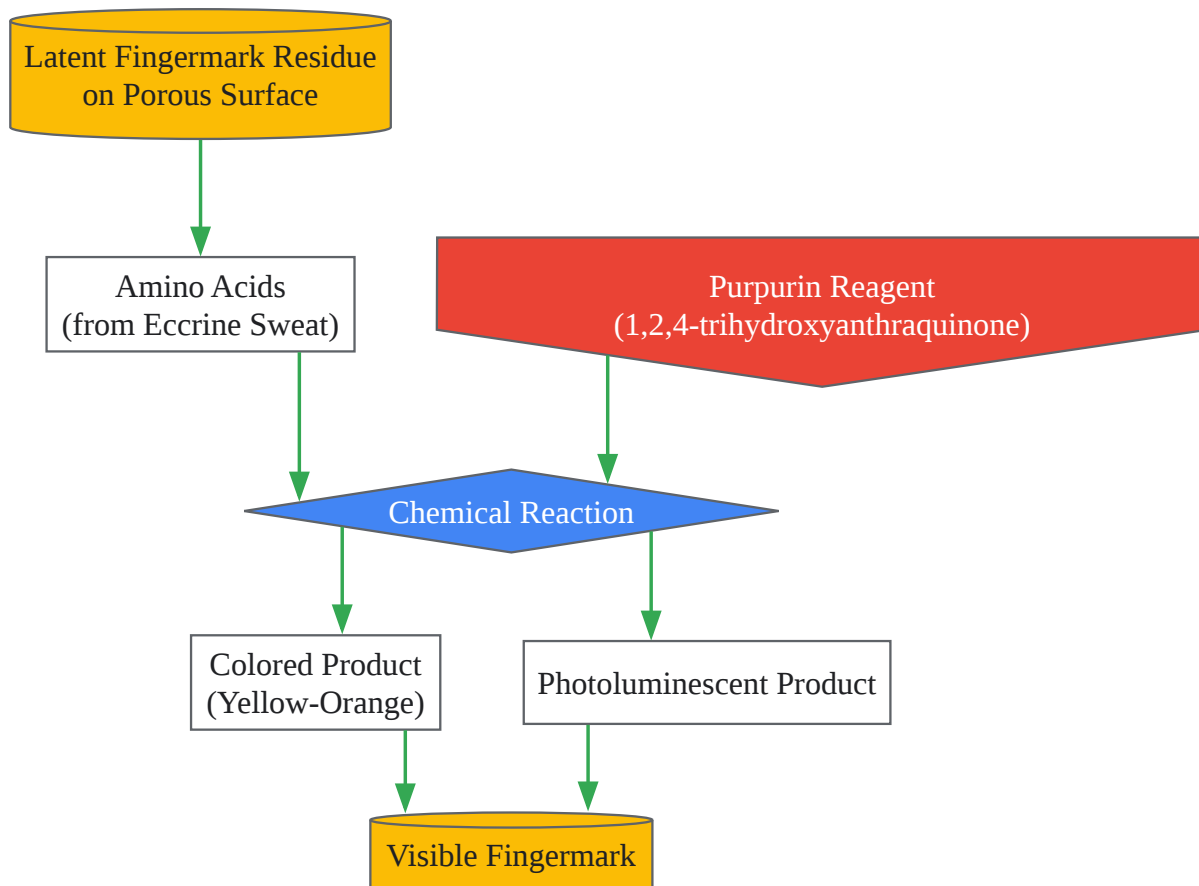 Latent Fingermark Residue
on Porous Surface
Amino Acids
(from Eccrine Sweat)
Purpurin Reagent
(1,2,4-trihydroxyanthraquinone)
Chemical Reaction
Colored Product
(Yellow-Orange)
Photoluminescent Product
Visible Fingermark